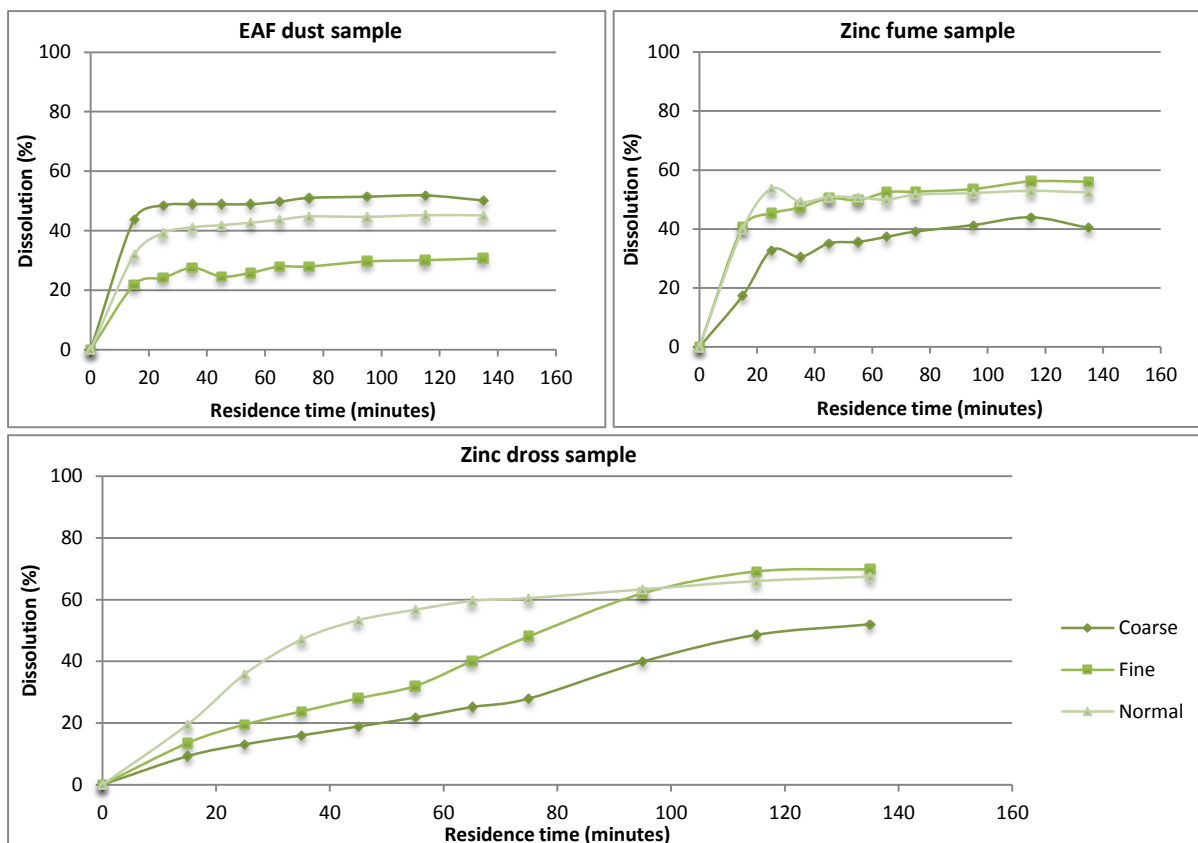 EAF dust sample
100
80
60
40
20
0
Dissolution (%)
0 20 40 60 80 100 120 140 160
Residence time (minutes)
Zinc fume sample
100
80
60
40
20
0
Dissolution (%)
0 20 40 60 80 100 120 140 160
Residence time (minutes)
Zinc dross sample
100
80
60
40
20
0
Dissolution (%)
0 20 40 60 80 100 120 140 160
Residence time (minutes)
Coarse
Fine
Normal